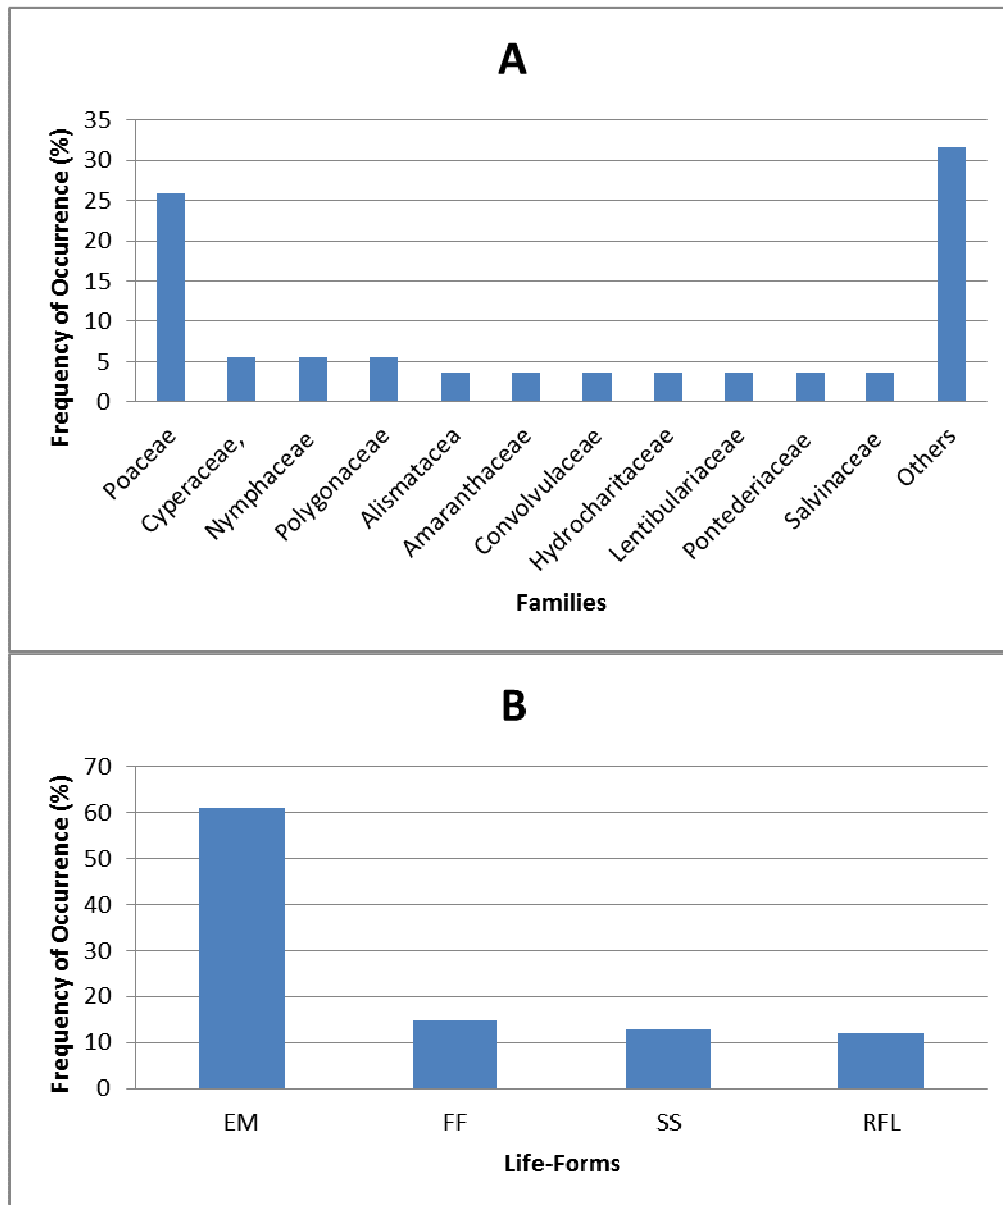 A
Frequency of Occurrence (%)
35
30
25
20
15
10
5
0
Poaceae
Cyperaceae,
Nymphaceae
Polygonaceae
Alismatacea
Amaranthaceae
Convolvulaceae
Hydrocharitaceae
Lentibulariaceae
Pontederiaceae
Salvinaceae
Others
Families
B
Frequency of Occurrence (%)
70
60
50
40
30
20
10
0
EM
FF
SS
RFL
Life-Forms